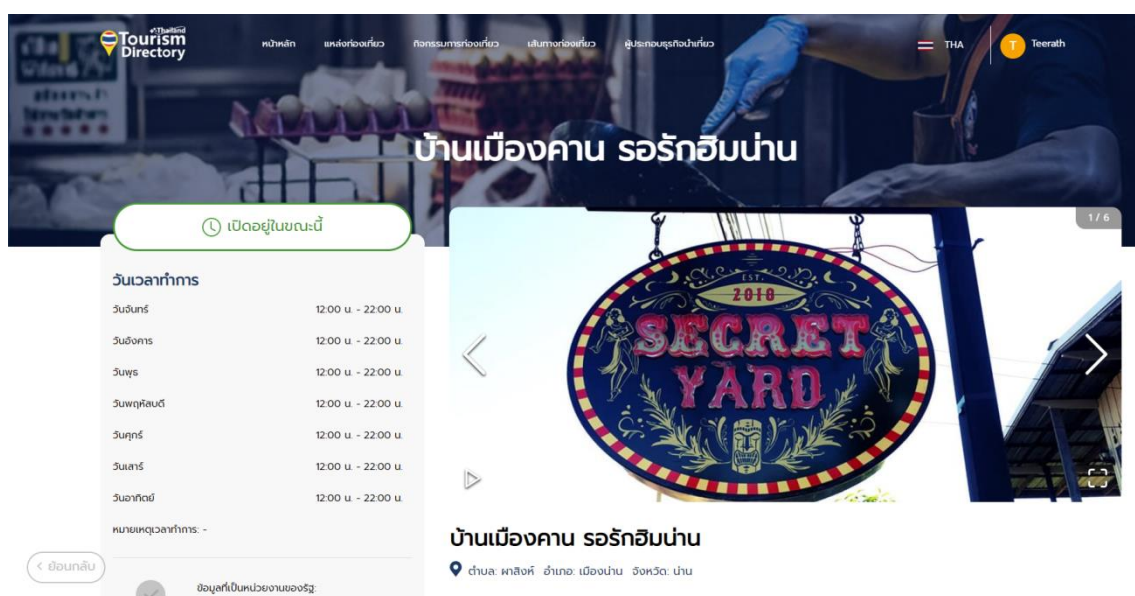 Thailand
Tourism
Directory
หน้าหลัก แหล่งท่องเที่ยว กิจกรรมการท่องเที่ยว เส้นทางท่องเที่ยว ผู้ประกอบธุรกิจนำเที่ยว THA T Teerath
บ้านเมืองคาน รอรักฮิมน่าน
เปิดอยู่ในขณะนี้
1 / 6
วันเวลาทำการ
วันจันทร์ 12:00 น. - 22:00 น.
วันอังคาร 12:00 น. - 22:00 น.
วันพุธ 12:00 น. - 22:00 น.
วันพฤหัสบดี 12:00 น. - 22:00 น.
วันศุกร์ 12:00 น. - 22:00 น.
วันเสาร์ 12:00 น. - 22:00 น.
วันอาทิตย์ 12:00 น. - 22:00 น.
หมายเหตุเวลาทำการ: -
EST.
2018
SECRET
YARD
บ้านเมืองคาน รอรักฮิมน่าน
ตำบล: ผาสิงห์ อำเภอ: เมืองน่าน จังหวัด: น่าน
< ย้อนกลับ
ข้อมูลที่เป็นหน่วยงานของรัฐ: